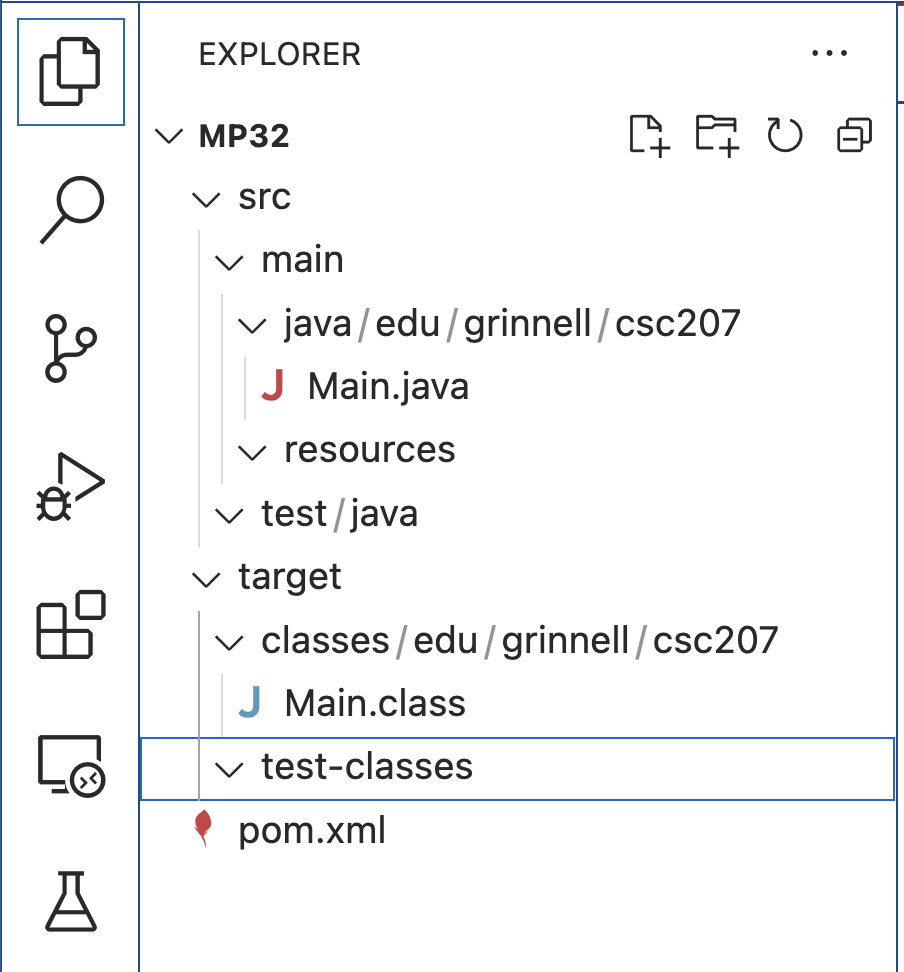 EXPLORER
MP32
src
main
java/edu/grinnell/csc207
J Main.java
resources
test/java
target
classes/edu/grinnell/csc207
J Main.class
test-classes
pom.xml